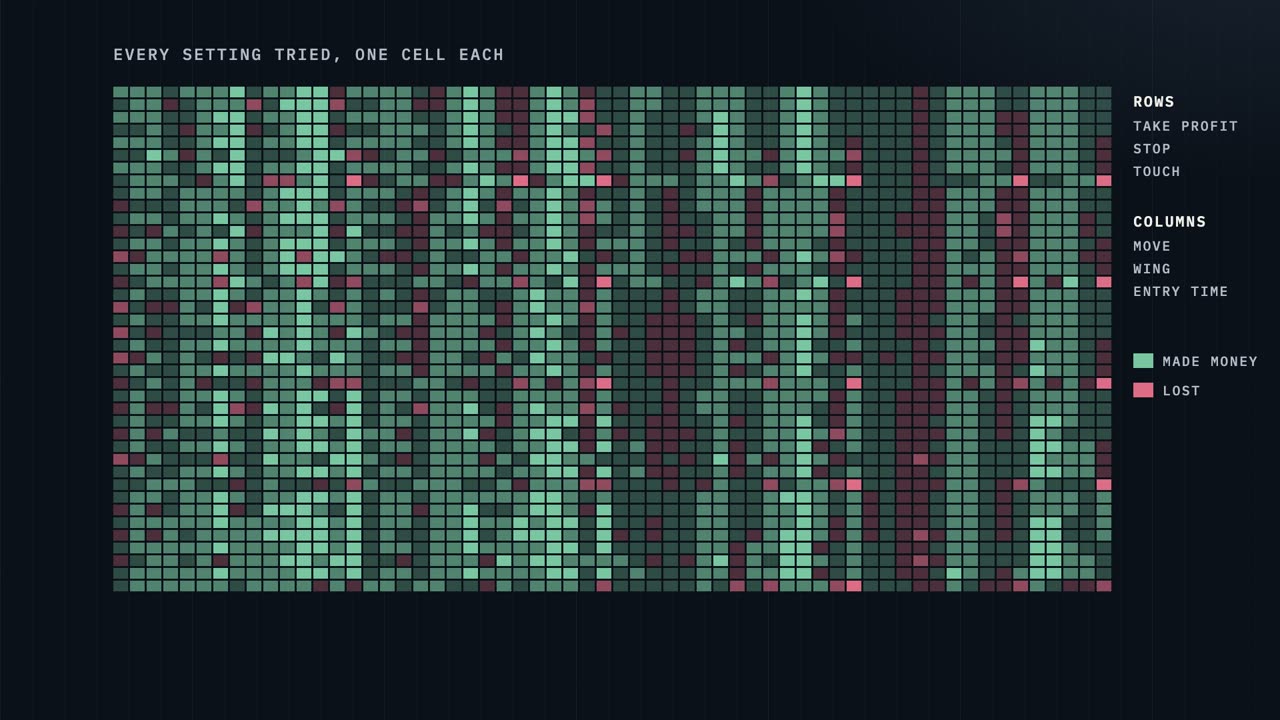 EVERY SETTING TRIED, ONE CELL EACH
ROWS
TAKE PROFIT
STOP
TOUCH
COLUMNS
MOVE
WING
ENTRY TIME
MADE MONEY
LOST